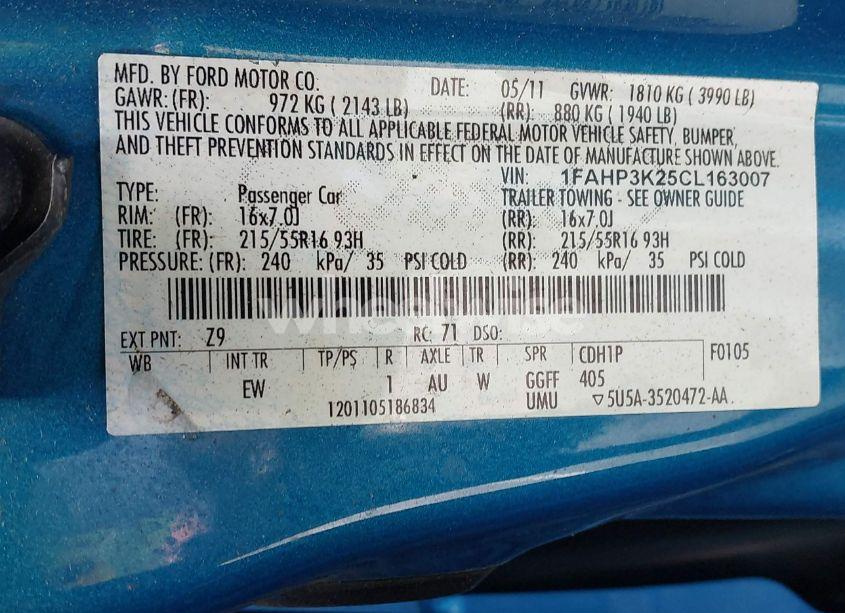 MFD. BY FORD MOTOR CO. DATE: 05/11 GVWR: 1810 KG ( 3990 LB)
GAWR: (FR): 972 KG ( 2143 LB) (RR): 880 KG ( 1940 LB)
THIS VEHICLE CONFORMS TO ALL APPLICABLE FEDERAL MOTOR VEHICLE SAFETY, BUMPER,
AND THEFT PREVENTION STANDARDS IN EFFECT ON THE DATE OF MANUFACTURE SHOWN ABOVE.
VIN: 1FAHP3K25CL163007
TYPE: Passenger Car TRAILER TOWING - SEE OWNER GUIDE
RIM: (FR): 16x7.0J (RR): 16x7.0J
TIRE: (FR): 215/55R16 93H (RR): 215/55R16 93H
PRESSURE: (FR): 240 kPa/ 35 PSI COLD (RR): 240 kPa/ 35 PSI COLD
EXT PNT: Z9 RC: 71 DSO:
WB INT TR TP/PS R AXLE TR SPR CDH1P F0105
EW 1 AU W GGFF 405
1201105186834 UMU ▽5U5A-3520472-AA.